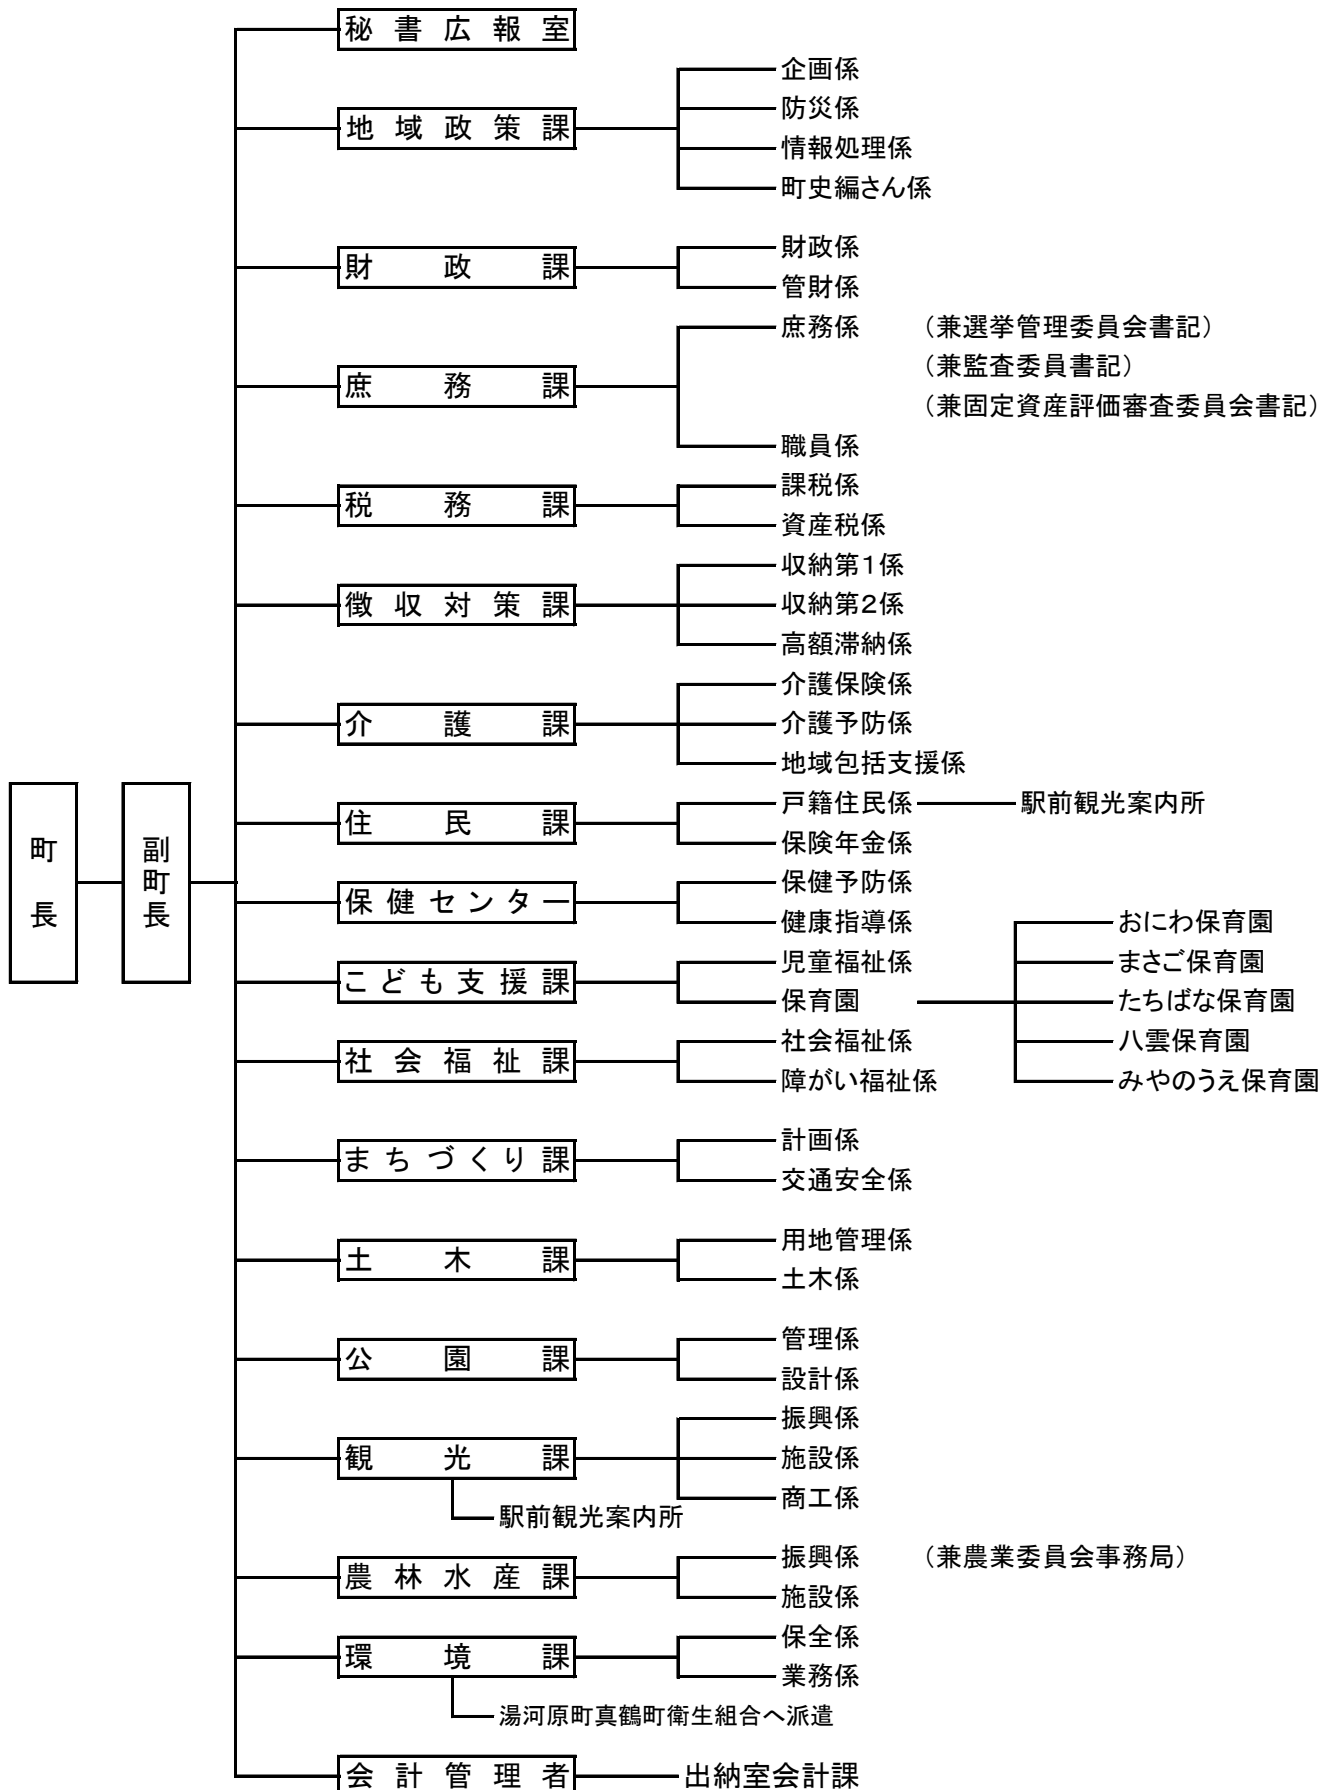 秘書広報室
企画係
防災係
地域政策課
情報処理係
町史編さん係
財政係
財政課
管財係
庶務係 （兼選挙管理委員会書記）
（兼監査委員書記）
庶務課
（兼固定資産評価審査委員会書記）
職員係
課税係
税務課
資産税係
収納第1係
徴収対策課
収納第2係
高額滞納係
介護保険係
介護課
介護予防係
地域包括支援係
戸籍住民係 駅前観光案内所
住民課
保険年金係
町長
副町長
保健予防係
保健センター
健康指導係
おにわ保育園
児童福祉係
まさご保育園
こども支援課
保育園
たちばな保育園
社会福祉係
八雲保育園
社会福祉課
障がい福祉係
みやのうえ保育園
計画係
まちづくり課
交通安全係
用地管理係
土木課
土木係
管理係
公園課
設計係
振興係
観光課
施設係
商工係
駅前観光案内所
振興係 （兼農業委員会事務局）
農林水産課
施設係
保全係
環境課
業務係
湯河原町真鶴町衛生組合へ派遣
会計管理者 出納室会計課